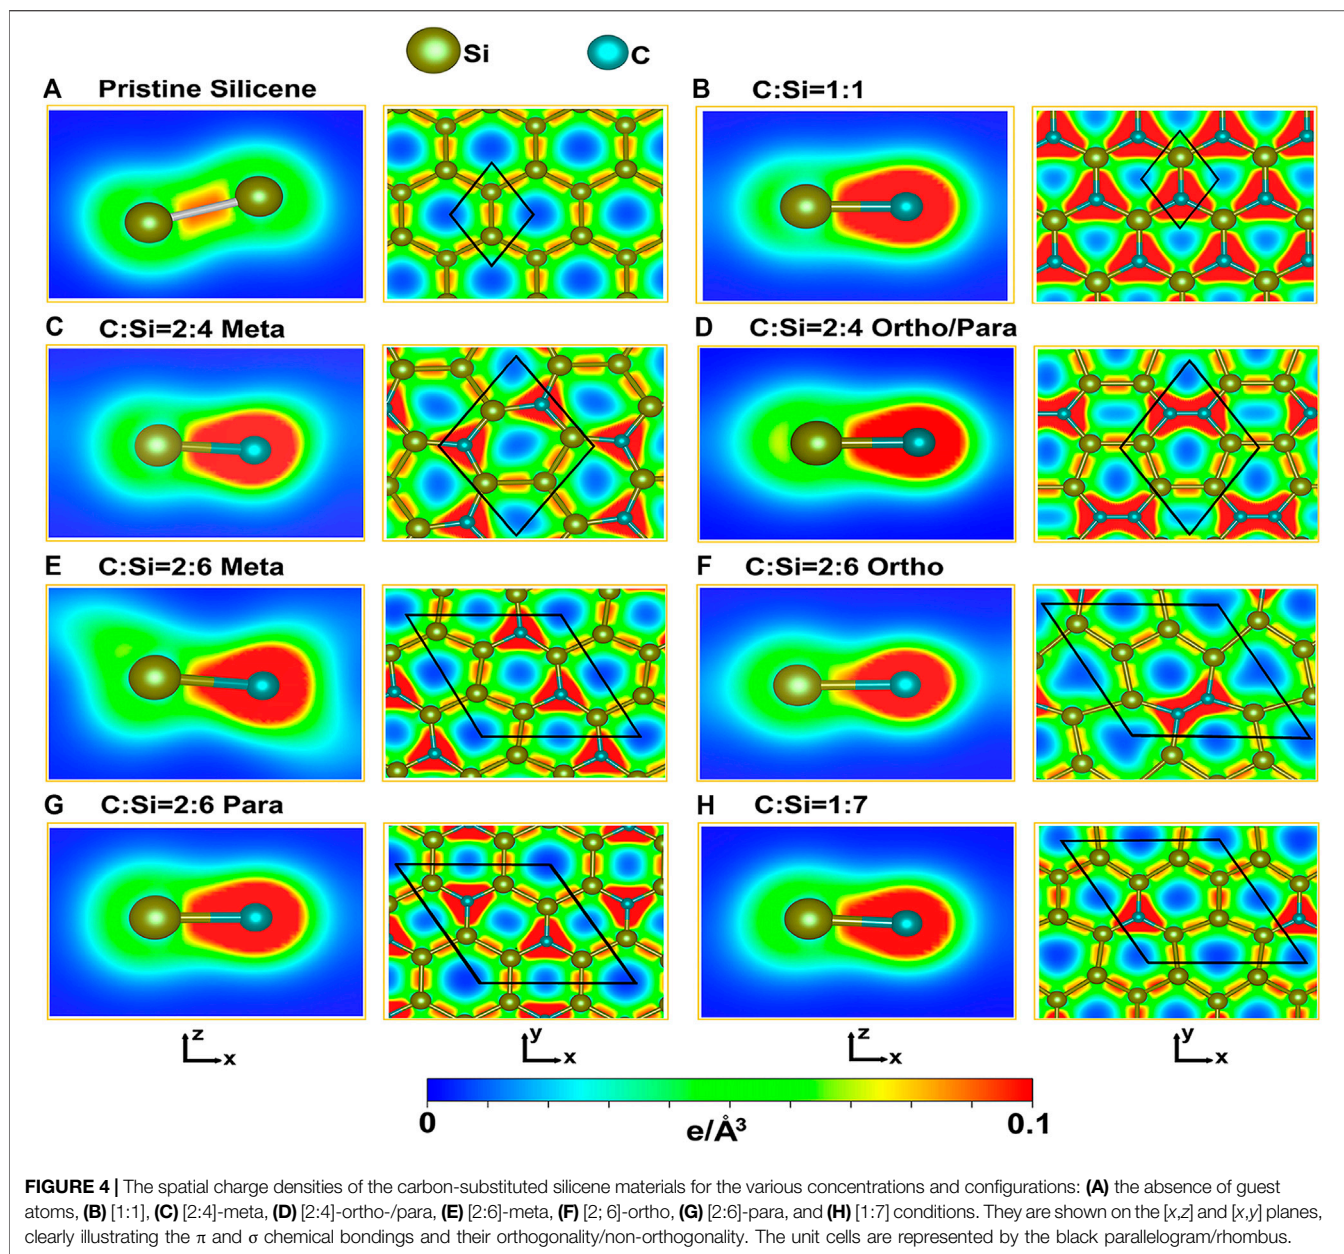 Si C
A Pristine Silicene
B C:Si=1:1
C C:Si=2:4 Meta
D C:Si=2:4 Ortho/Para
E C:Si=2:6 Meta
F C:Si=2:6 Ortho
G C:Si=2:6 Para
H C:Si=1:7
z x
y x
z x
y x
0 e/Å³ 0.1
FIGURE 4 | The spatial charge densities of the carbon-substituted silicene materials for the various concentrations and configurations: (A) the absence of guest
atoms, (B) [1:1], (C) [2:4]-meta, (D) [2:4]-ortho-/para, (E) [2:6]-meta, (F) [2; 6]-ortho, (G) [2:6]-para, and (H) [1:7] conditions. They are shown on the [x,z] and [x,y] planes,
clearly illustrating the π and σ chemical bondings and their orthogonality/non-orthogonality. The unit cells are represented by the black parallelogram/rhombus.